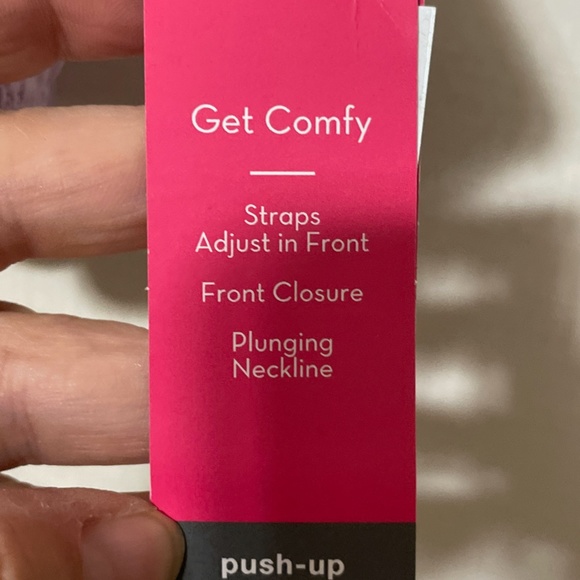 Get Comfy
Straps
Adjust in Front
Front Closure
Plunging
Neckline
push-up